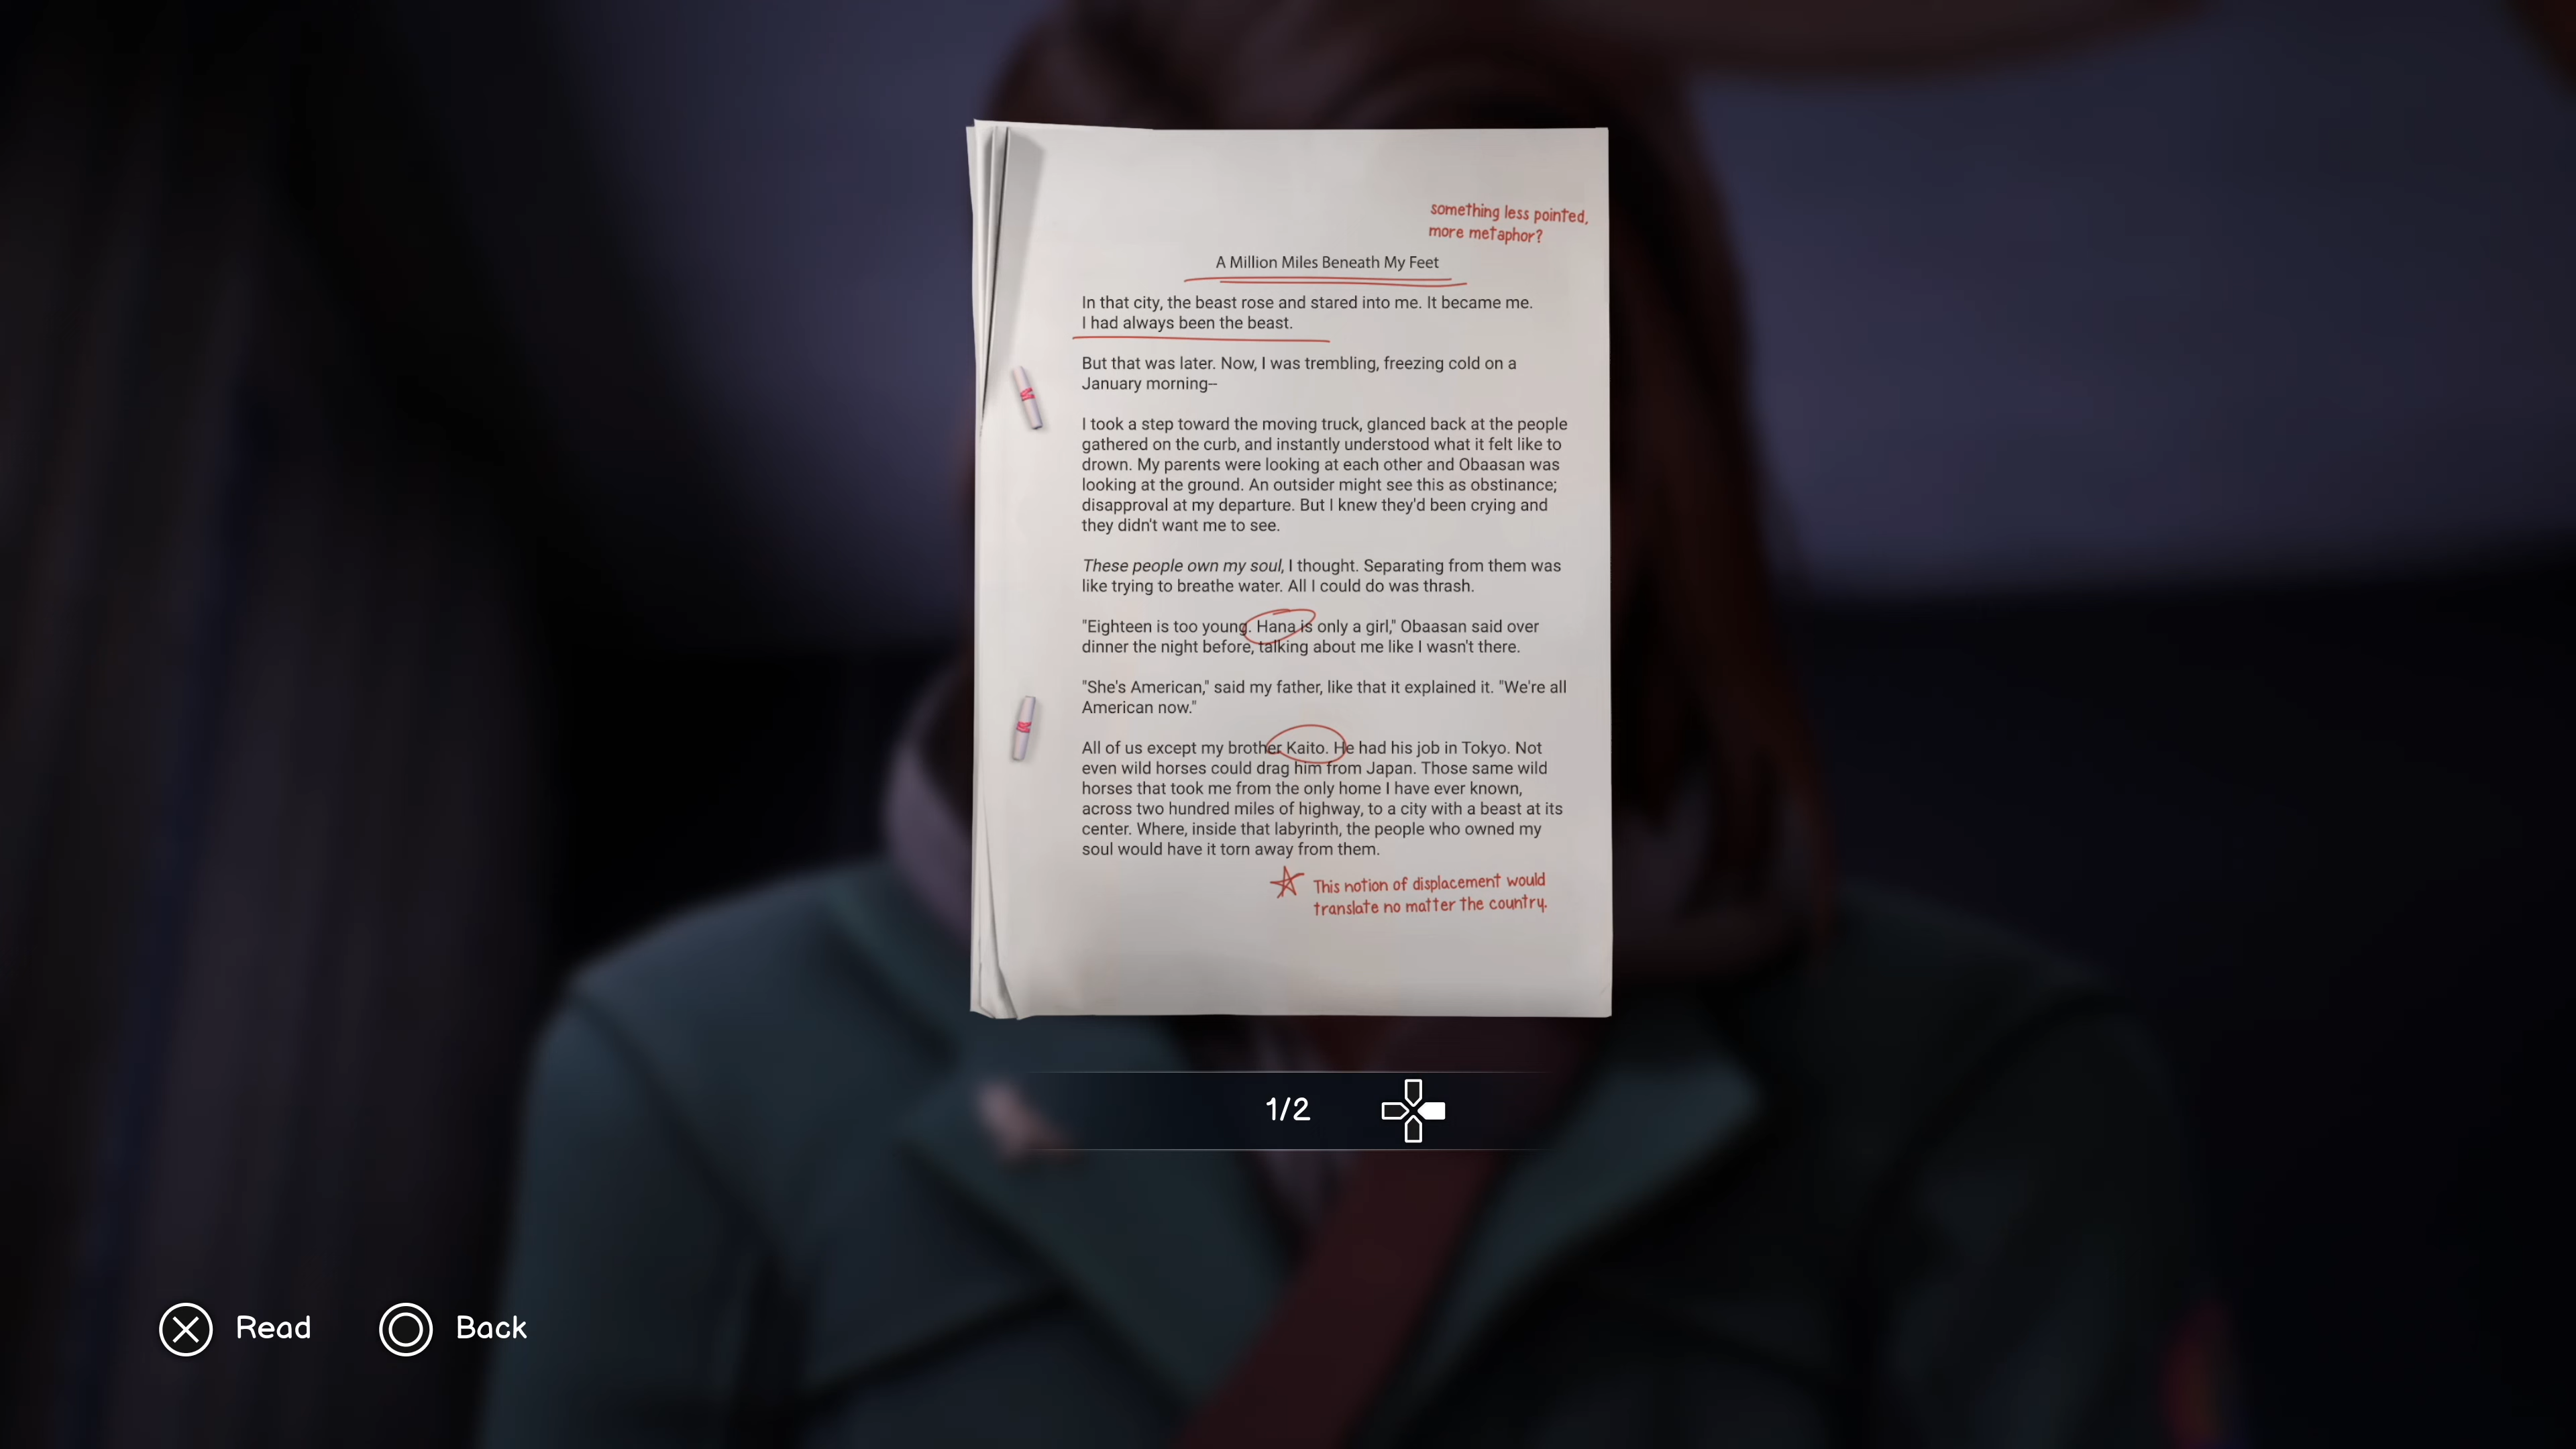 something less pointed,
more metaphor?
A Million Miles Beneath My Feet
In that city, the beast rose and stared into me. It became me.
I had always been the beast.
But that was later. Now, I was trembling, freezing cold on a
January morning--
I took a step toward the moving truck, glanced back at the people
gathered on the curb, and instantly understood what it felt like to
drown. My parents were looking at each other and Obaasan was
looking at the ground. An outsider might see this as obstinance;
disapproval at my departure. But I knew they'd been crying and
they didn't want me to see.
These people own my soul, I thought. Separating from them was
like trying to breathe water. All I could do was thrash.
"Eighteen is too young. Hana is only a girl," Obaasan said over
dinner the night before, talking about me like I wasn't there.
"She's American," said my father, like that it explained it. "We're all
American now."
All of us except my brother Kaito. He had his job in Tokyo. Not
even wild horses could drag him from Japan. Those same wild
horses that took me from the only home I have ever known,
across two hundred miles of highway, to a city with a beast at its
center. Where, inside that labyrinth, the people who owned my
soul would have it torn away from them.
This notion of displacement would
translate no matter the country.
1/2
Read
Back